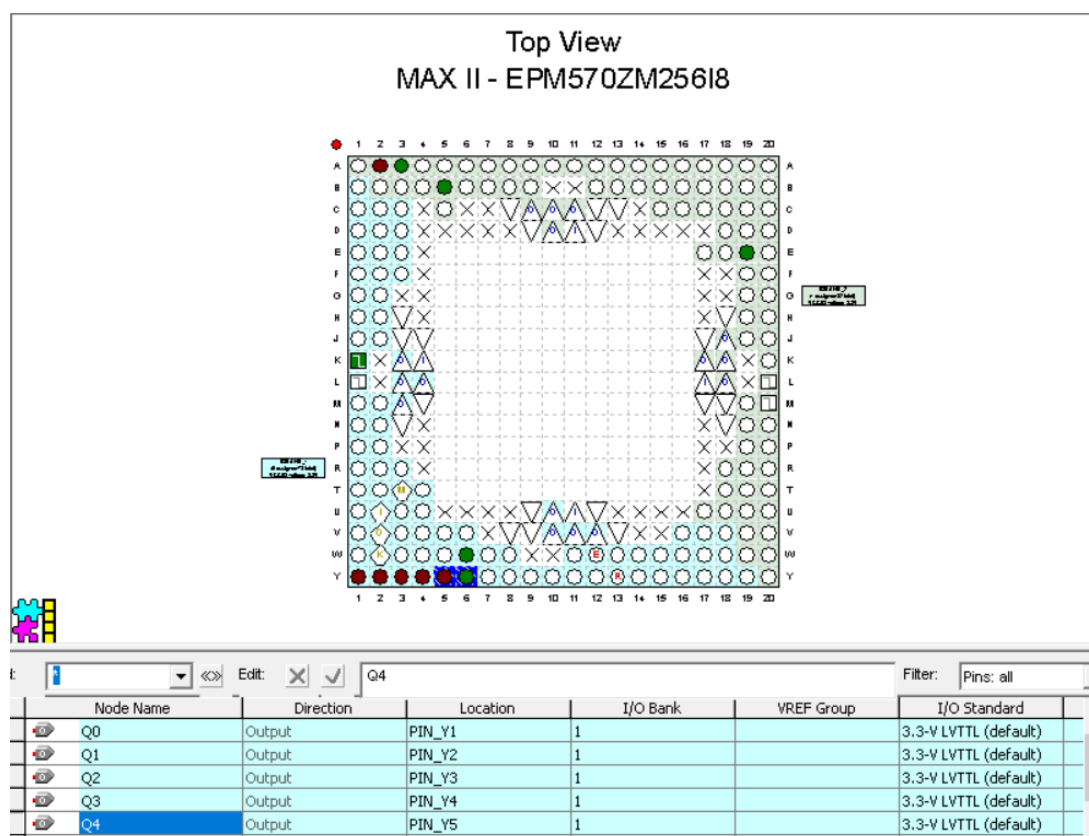 Top View
MAX II - EPM570ZM256I8
1 2 3 4 5 6 7 8 9 10 11 12 13 14 15 16 17 18 19 20
A A
B B
C O O O C
D O I D
E E
F F
G G
H H
J O J
K O I O O K
L O O I O L
M O M
N N
P P
R R
T M T
U I O I U
V O O O O V
W K E W
Y R Y
1 2 3 4 5 6 7 8 9 10 11 12 13 14 15 16 17 18 19 20
* Edit: Q4 Filter: Pins: all
Node Name Direction Location I/O Bank VREF Group I/O Standard
Q0 Output PIN_Y1 1 3.3-V LVTTL (default)
Q1 Output PIN_Y2 1 3.3-V LVTTL (default)
Q2 Output PIN_Y3 1 3.3-V LVTTL (default)
Q3 Output PIN_Y4 1 3.3-V LVTTL (default)
Q4 Output PIN_Y5 1 3.3-V LVTTL (default)